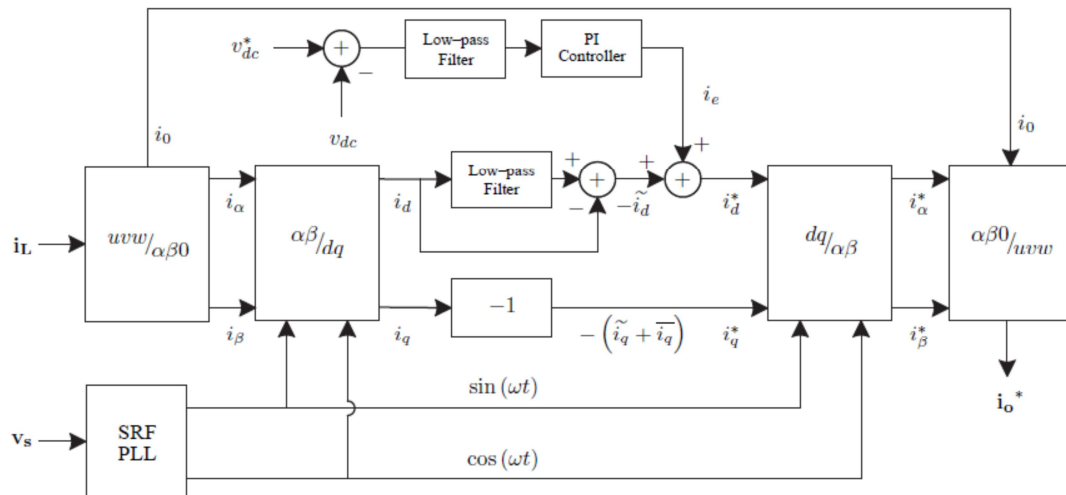 v*dc
+
−
vdc
Low–pass
Filter
PI
Controller
ie
i0
i0
iL
uvw/αβ0
iα
iβ
αβ/dq
id
iq
Low–pass
Filter
+
+
−
−ĩd
+
+
+
i*d
−1
−(ĩq + īq)
i*q
dq/αβ
i*α
i*β
αβ0/uvw
io*
vs
SRF
PLL
sin (ωt)
cos (ωt)